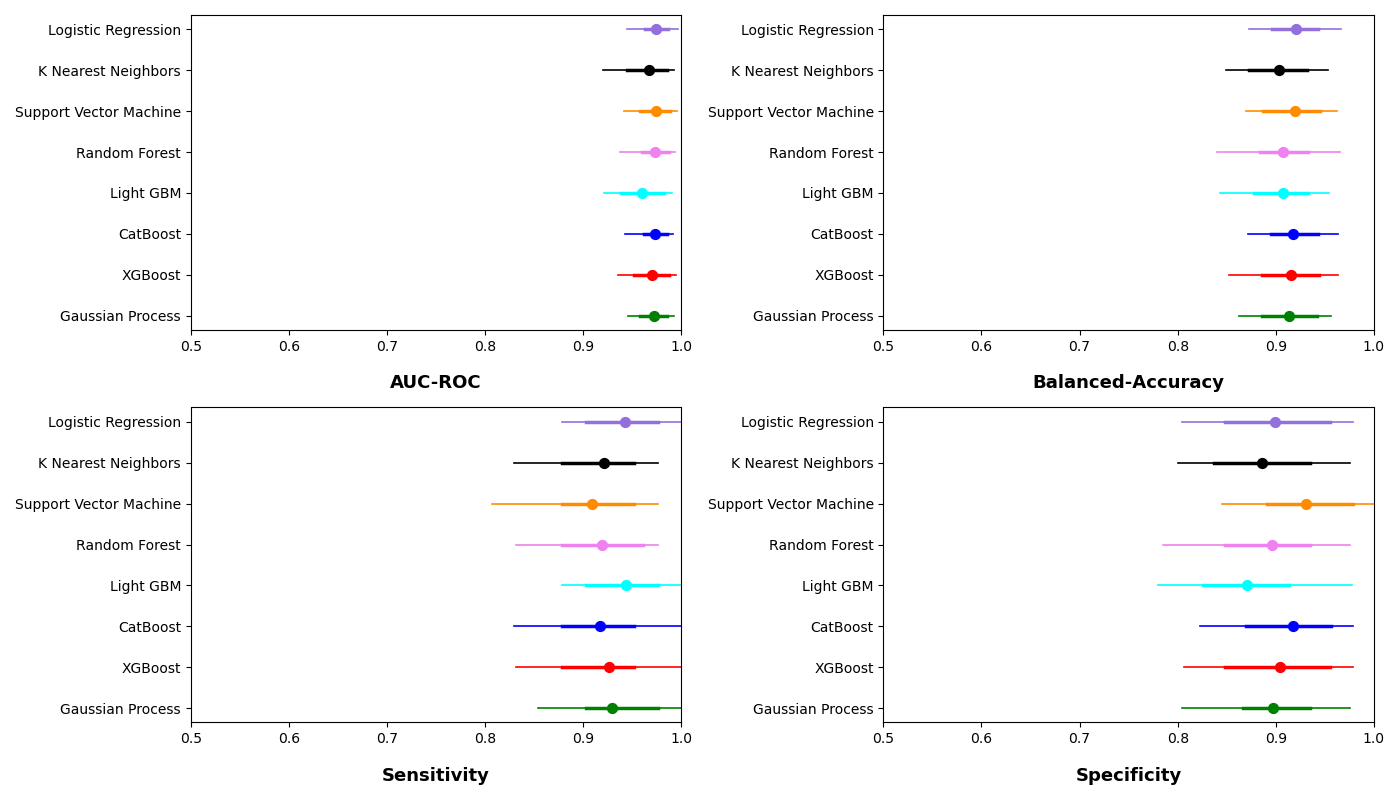 Logistic Regression
K Nearest Neighbors
Support Vector Machine
Random Forest
Light GBM
CatBoost
XGBoost
Gaussian Process
0.5 0.6 0.7 0.8 0.9 1.0
AUC-ROC
Logistic Regression
K Nearest Neighbors
Support Vector Machine
Random Forest
Light GBM
CatBoost
XGBoost
Gaussian Process
0.5 0.6 0.7 0.8 0.9 1.0
Balanced-Accuracy
Logistic Regression
K Nearest Neighbors
Support Vector Machine
Random Forest
Light GBM
CatBoost
XGBoost
Gaussian Process
0.5 0.6 0.7 0.8 0.9 1.0
Sensitivity
Logistic Regression
K Nearest Neighbors
Support Vector Machine
Random Forest
Light GBM
CatBoost
XGBoost
Gaussian Process
0.5 0.6 0.7 0.8 0.9 1.0
Specificity